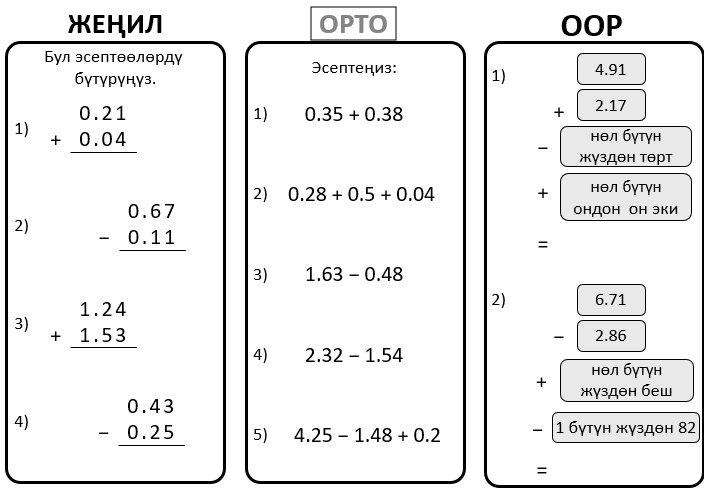 ЖЕҢИЛ
Бул эсептөөлөрдү
бүтүрүңүз.
1)
0.21
+ 0.04
2)
0.67
− 0.11
3)
1.24
+ 1.53
4)
0.43
− 0.25
ОРТО
Эсептеңиз:
1) 0.35 + 0.38
2) 0.28 + 0.5 + 0.04
3) 1.63 − 0.48
4) 2.32 − 1.54
5) 4.25 − 1.48 + 0.2
ООР
1) 4.91
+ 2.17
− нөл бүтүн
жүздөн төрт
+ нөл бүтүн
ондон он эки
=
2) 6.71
− 2.86
+ нөл бүтүн
жүздөн беш
− 1 бүтүн жүздөн 82
=